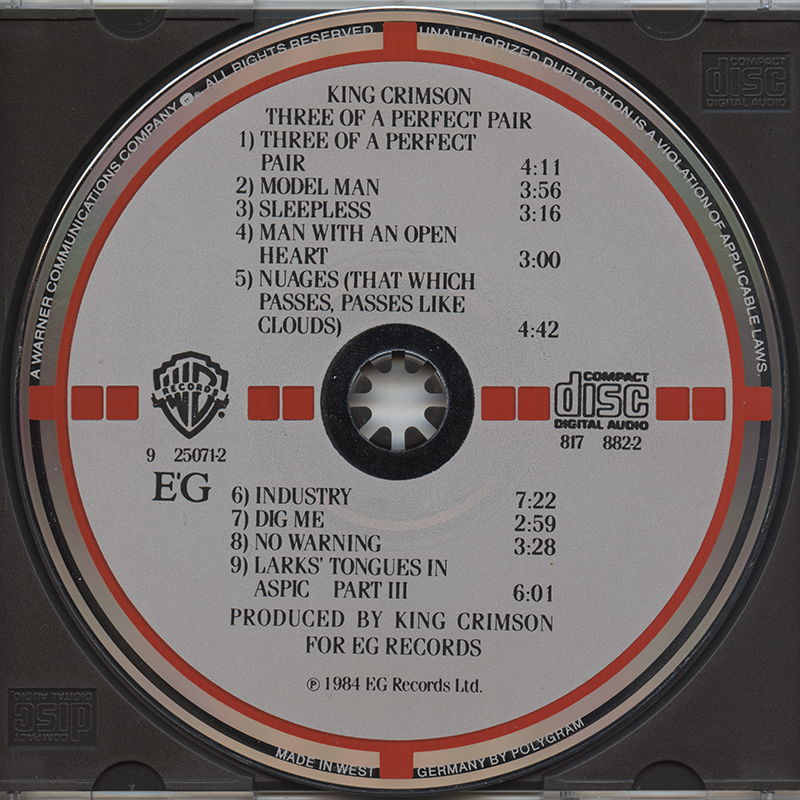 A WARNER COMMUNICATIONS COMPANY ℗® ALL RIGHTS RESERVED
UNAUTHORIZED DUPLICATION IS A VIOLATION OF APPLICABLE LAWS.
COMPACT
disc
DIGITAL AUDIO
KING CRIMSON
THREE OF A PERFECT PAIR
1) THREE OF A PERFECT
PAIR 4:11
2) MODEL MAN 3:56
3) SLEEPLESS 3:16
4) MAN WITH AN OPEN
HEART 3:00
5) NUAGES (THAT WHICH
PASSES, PASSES LIKE
CLOUDS) 4:42
RECORDS
COMPACT
disc
DIGITAL AUDIO
9 25071-2
817 882-2
E'G
6) INDUSTRY 7:22
7) DIG ME 2:59
8) NO WARNING 3:28
9) LARKS' TONGUES IN
ASPIC PART III 6:01
PRODUCED BY KING CRIMSON
FOR EG RECORDS
℗ 1984 EG Records Ltd.
COMPACT
disc
DIGITAL AUDIO
MADE IN WEST GERMANY BY POLYGRAM